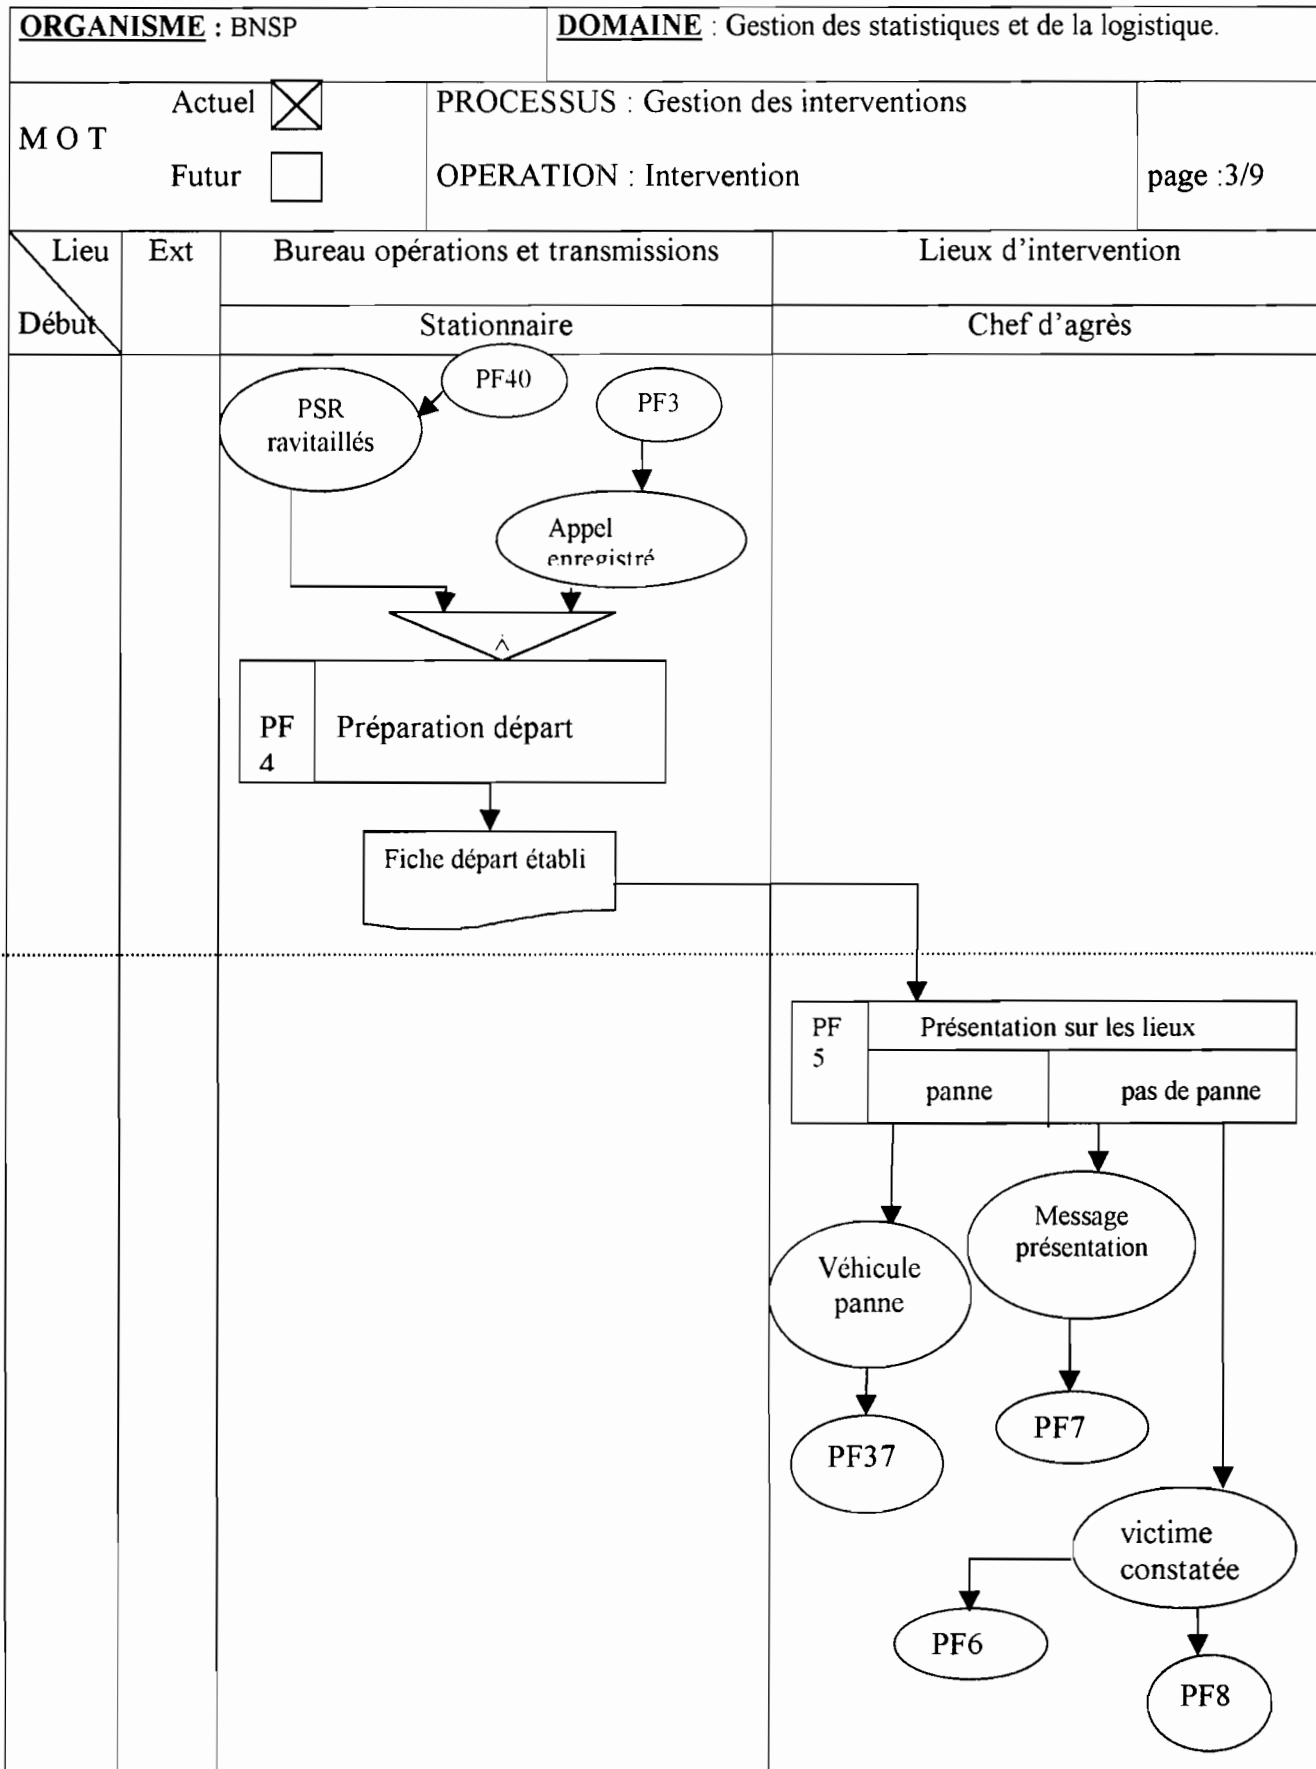 ORGANISME : BNSP
DOMAINE : Gestion des statistiques et de la logistique.
M O T
Actuel
Futur
PROCESSUS : Gestion des interventions
OPERATION : Intervention
page :3/9
Lieu
Début
Ext
Bureau opérations et transmissions
Lieux d’intervention
Stationnaire
Chef d’agrès
PF40
PSR
ravitaillés
PF3
Appel
enregistré
PF
4
Préparation départ
Fiche départ établi
PF
5
Présentation sur les lieux
panne
pas de panne
Message
présentation
Véhicule
panne
PF7
PF37
victime
constatée
PF6
PF8